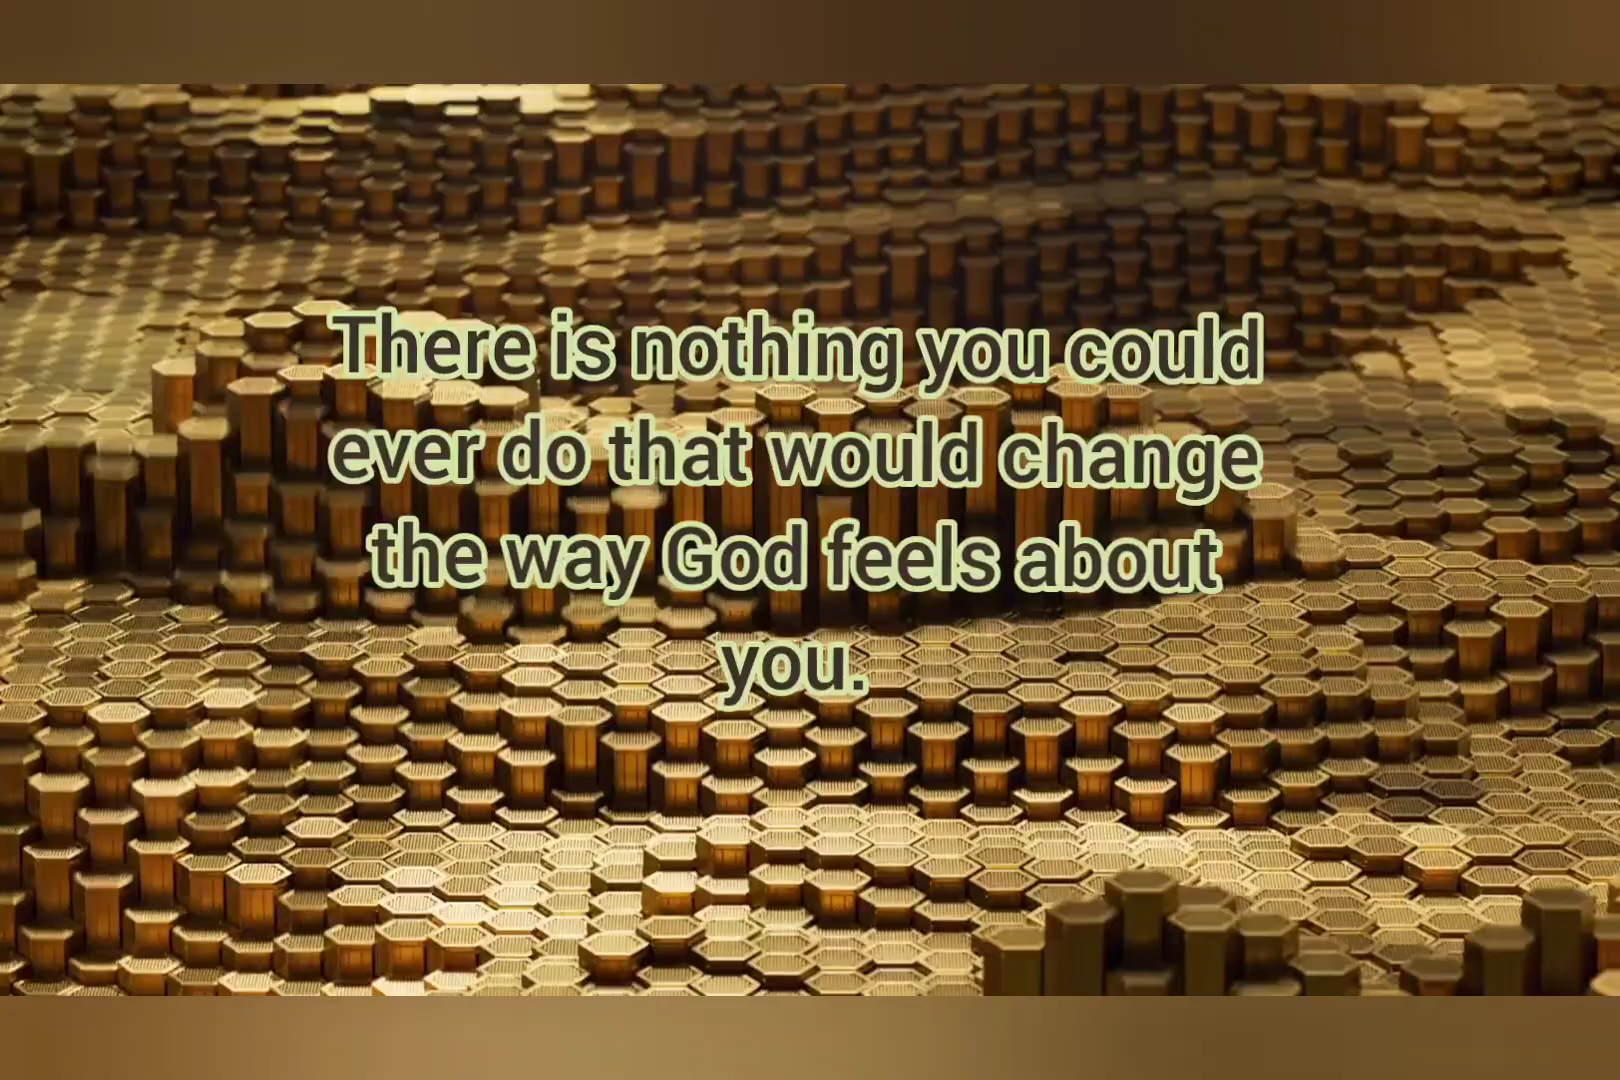 There is nothing you could
ever do that would change
the way God feels about
you.